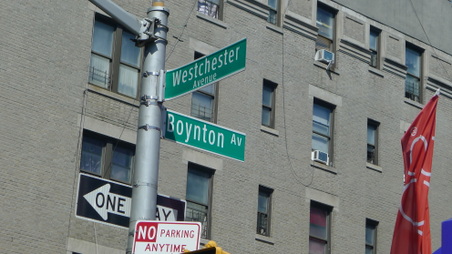 Westchester
Avenue
Boynton Av
ONE WAY
NO PARKING
ANYTIME